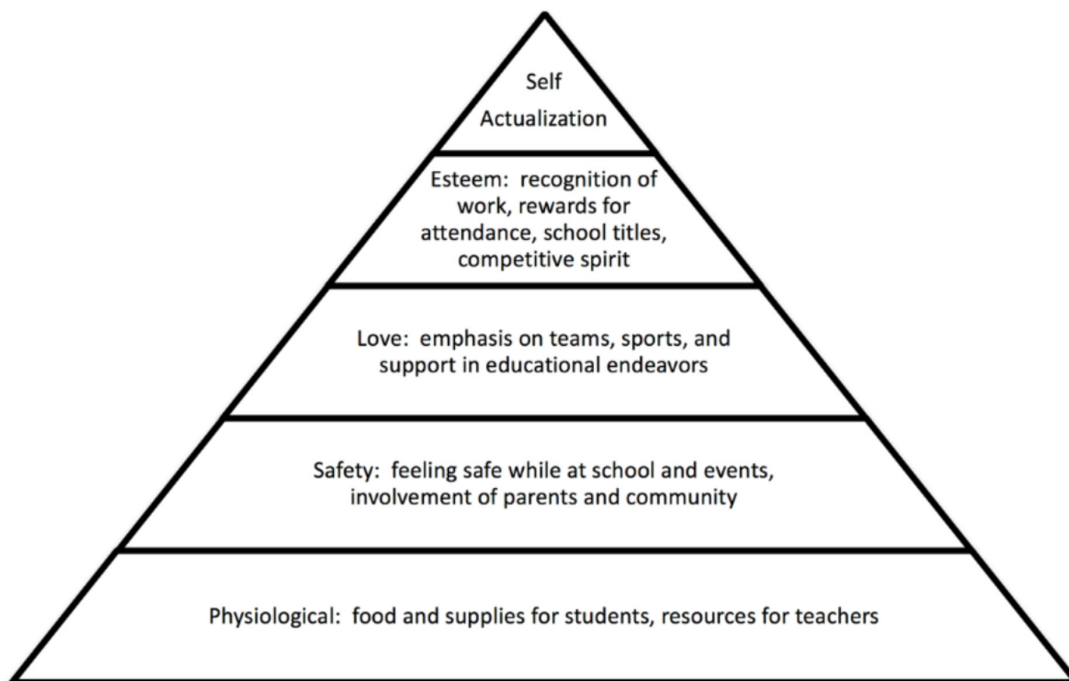 Self
Actualization
Esteem: recognition of
work, rewards for
attendance, school titles,
competitive spirit
Love: emphasis on teams, sports, and
support in educational endeavors
Safety: feeling safe while at school and events,
involvement of parents and community
Physiological: food and supplies for students, resources for teachers